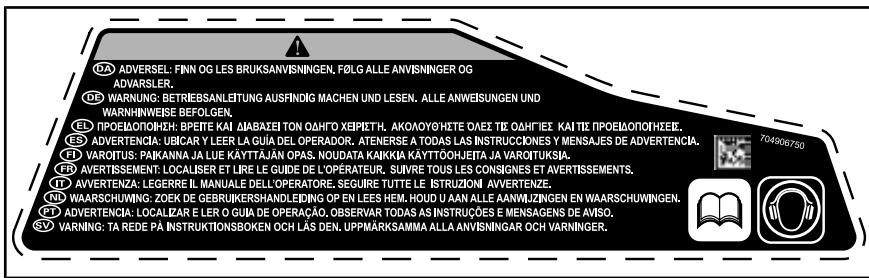 DA ADVERSEL: FINN OG LES BRUKSANVISNINGEN. FØLG ALLE ANVISNINGER OG
ADVARSLER.
DE WARNUNG: BETRIEBSANLEITUNG AUSFINDIG MACHEN UND LESEN. ALLE ANWEISUNGEN UND
WARNHINWEISE BEFOLGEN.
EL ΠΡΟΕΙΔΟΠΟΙΗΣΗ: ΒΡΕΙΤΕ ΚΑΙ ΔΙΑΒΑΣΕΙ ΤΟΝ ΟΔΗΓΟ ΧΕΙΡΙΣΤΗ. ΑΚΟΛΟΥΘΗΣΤΕ ΌΛΕΣ ΤΙΣ ΟΔΗΓΙΕΣ ΚΑΙ ΤΙΣ ΠΡΟΕΙΔΟΠΟΙΗΣΕΙΣ.
ES ADVERTENCIA: UBICAR Y LEER LA GUÍA DEL OPERADOR. ATENERSE A TODAS LAS INSTRUCCIONES Y MENSAJES DE ADVERTENCIA.
704906750
FI VAROITUS: PAIKANNA JA LUE KÄYTTÄJÄN OPAS. NOUDATA KAIKKIA KÄYTTÖOHJEITA JA VAROITUKSIA.
FR AVERTISSEMENT: LOCALISER ET LIRE LE GUIDE DE L'OPÉRATEUR. SUIVRE TOUS LES CONSIGNES ET AVERTISSEMENTS.
IT AVVERTENZA: LEGERRE IL MANUALE DELL'OPERATORE. SEGUIRE TUTTE LE ISTRUZIONI AVVERTENZE.
NL WAARSCHUWING: ZOEK DE GEBRUIKERSHANDLEIDING OP EN LEES HEM. HOUD U AAN ALLE AANWIJZINGEN EN WAARSCHUWINGEN.
PT ADVERTENCIA: LOCALIZAR E LER O GUIA DE OPERAÇÃO. OBSERVAR TODAS AS INSTRUÇÕES E MENSAGENS DE AVISO.
SV VARNING: TA REDE PÅ INSTRUKTIONSBOKEN OCH LÄS DEN. UPPMÄRKSAMMA ALLA ANVISNINGAR OCH VARNINGER.